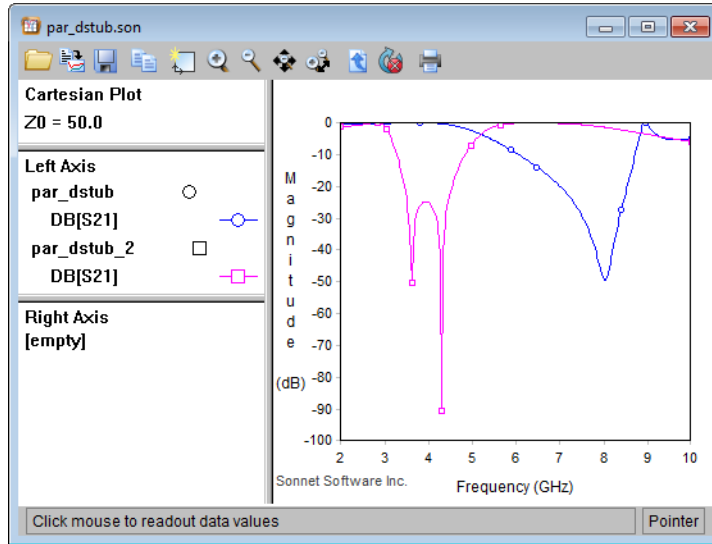 par_dstub.son
Cartesian Plot
Z0 = 50.0
Left Axis
par_dstub
DB[S21]
par_dstub_2
DB[S21]
Right Axis
[empty]
Magnitude
(dB)
0
-10
-20
-30
-40
-50
-60
-70
-80
-90
-100
2 3 4 5 6 7 8 9 10
Sonnet Software Inc.
Frequency (GHz)
Click mouse to readout data values
Pointer